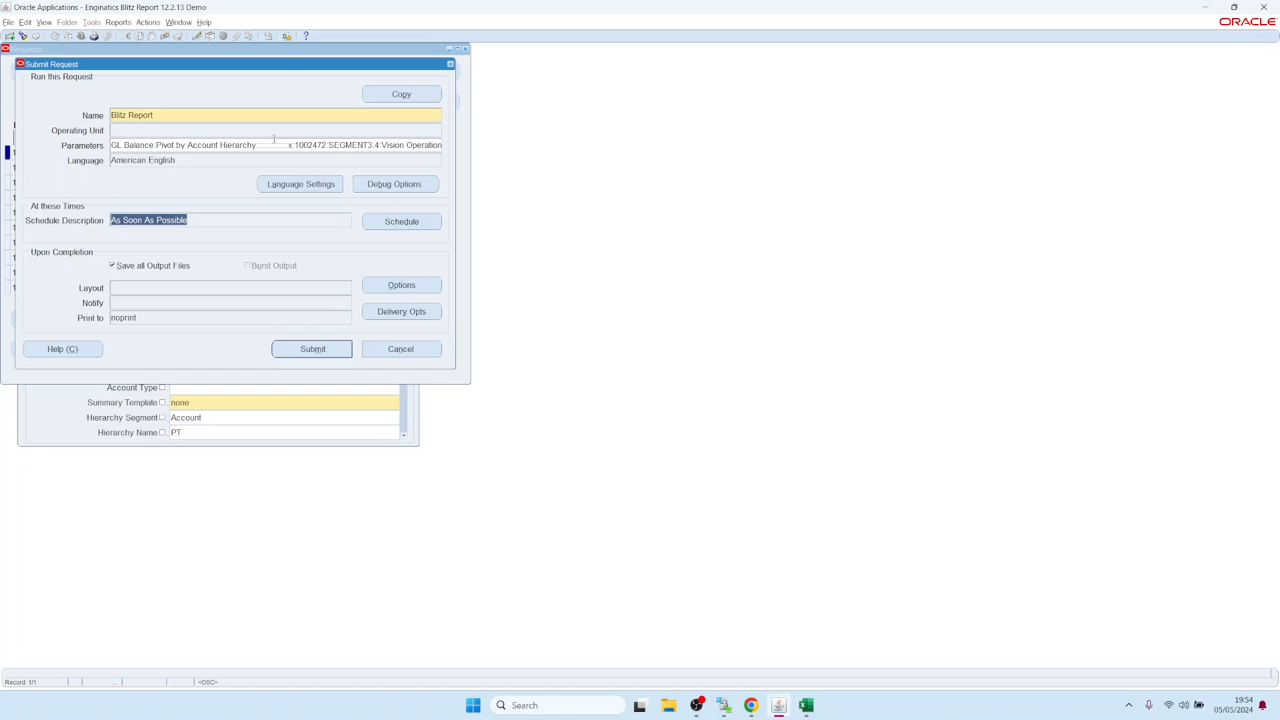 Oracle Applications - Enginatics Blitz Report 12.2.13 Demo
File Edit View Folder Tools Reports Actions Window Help
ORACLE
Requests
Submit Request
Run this Request
Copy
Name Blitz Report
Operating Unit
Parameters GL Balance:Pivot by Account Hierarchy:::::::::::::::x:1002472:SEGMENT3:4:Vision Operation
Language American English
Language Settings Debug Options
At these Times
Schedule Description As Soon As Possible Schedule
Upon Completion
Save all Output Files Burst Output
Layout Options
Notify
Print to noprint Delivery Opts
Help (C) Submit Cancel
Account Type
Summary Template none
Hierarchy Segment Account
Hierarchy Name PT
Record: 1/1 ... <OSC>
Search
19:54
05/05/2024